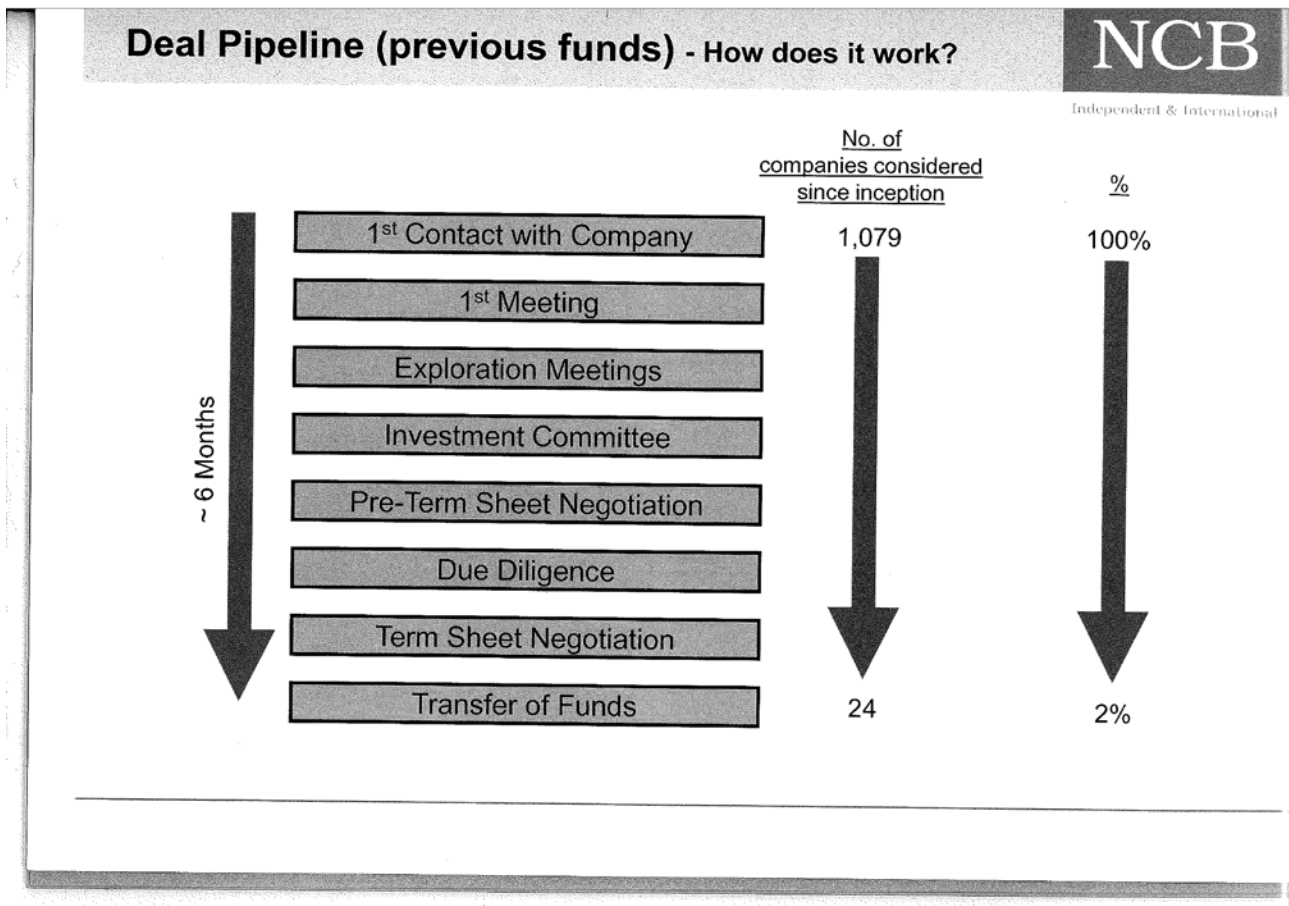 Deal Pipeline (previous funds) - How does it work?
NCB
Independent & International
No. of
companies considered
since inception
%
1st Contact with Company
1,079
100%
1st Meeting
Exploration Meetings
Investment Committee
~ 6 Months
Pre-Term Sheet Negotiation
Due Diligence
Term Sheet Negotiation
Transfer of Funds
24
2%